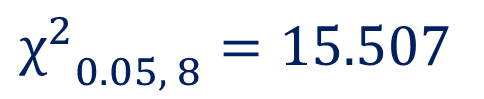 χ²₀.₀₅, ₈ = 15.507